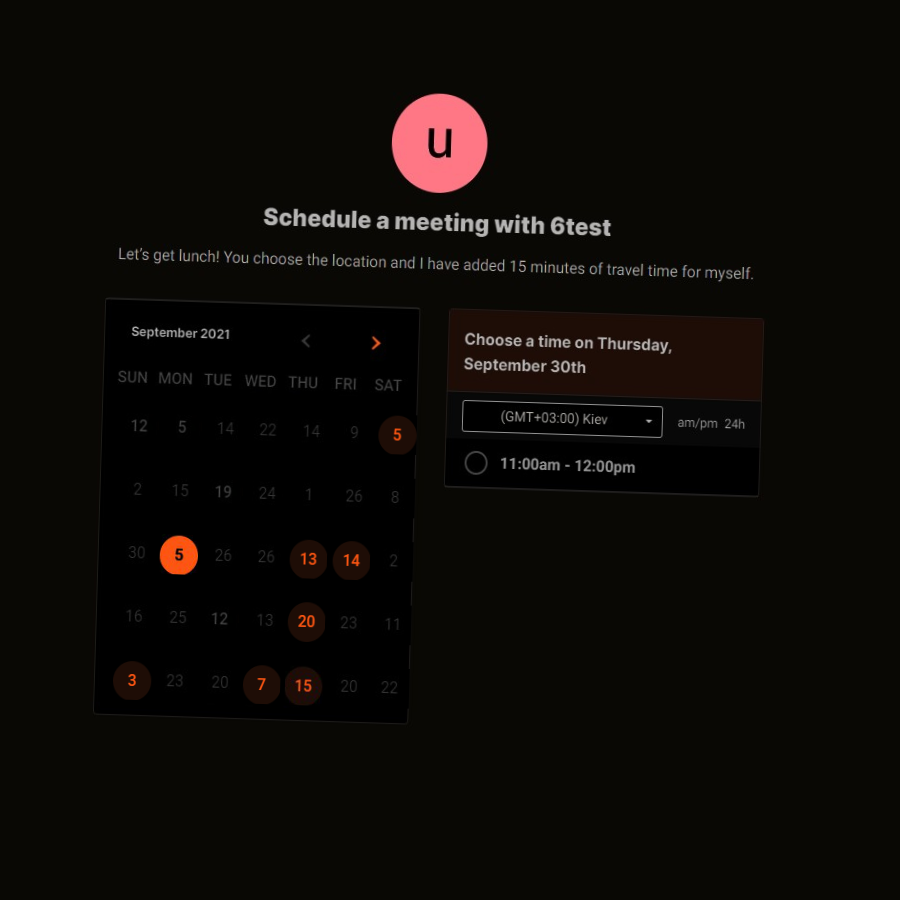 u
Schedule a meeting with 6test
Let's get lunch! You choose the location and I have added 15 minutes of travel time for myself.
September 2021
SUN MON TUE WED THU FRI SAT
12 5 14 22 14 9 5
2 15 19 24 1 26 8
30 5 26 26 13 14 2
16 25 12 13 20 23 11
3 23 20 7 15 20 22
Choose a time on Thursday,
September 30th
(GMT+03:00) Kiev am/pm 24h
11:00am - 12:00pm